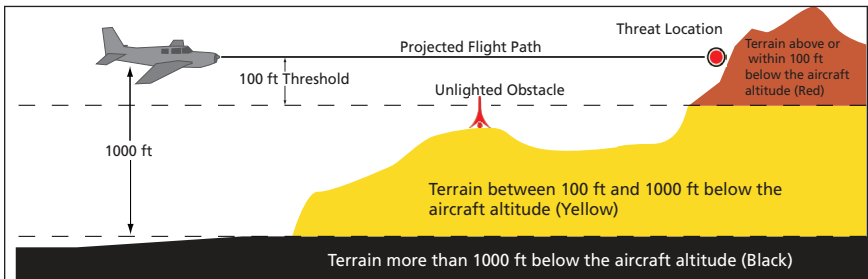 Threat Location
Projected Flight Path
100 ft Threshold
Unlighted Obstacle
Terrain above or
within 100 ft
below the aircraft
altitude (Red)
1000 ft
Terrain between 100 ft and 1000 ft below the
aircraft altitude (Yellow)
Terrain more than 1000 ft below the aircraft altitude (Black)